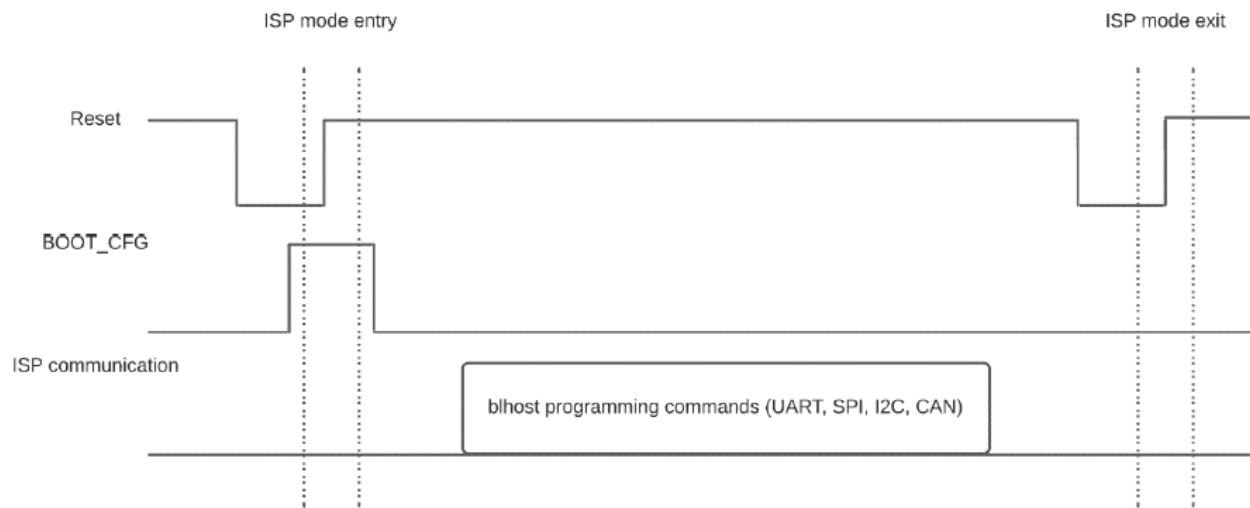 ISP mode entry
ISP mode exit
Reset
BOOT_CFG
ISP communication
blhost programming commands (UART, SPI, I2C, CAN)